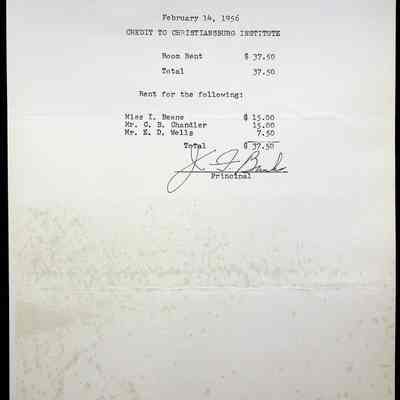 February 14, 1956
CREDIT TO CHRISTIANSBURG INSTITUTE
Room Rent $ 37.50
Total 37.50
Rent for the following:
Miss I. Beane $ 15.00
Mr. C. B. Chandler 15.00
Mr. E. D. Wells 7.50
Total $ 37.50
J. F. Banks
Principal